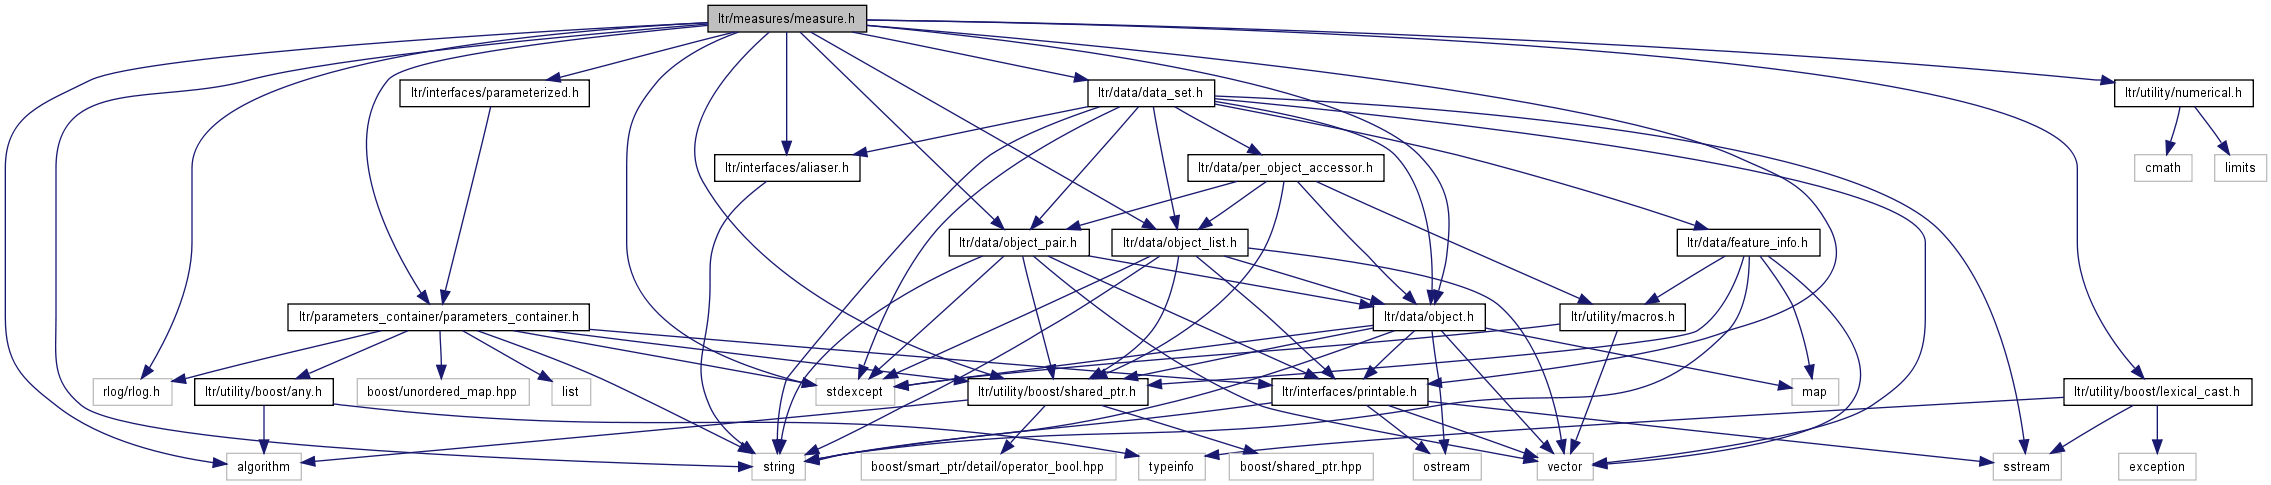 ltr/measures/measure.h
ltr/interfaces/parameterized.h
ltr/data/data_set.h
ltr/utility/numerical.h
ltr/interfaces/aliaser.h
ltr/data/per_object_accessor.h
cmath
limits
ltr/data/object_pair.h
ltr/data/object_list.h
ltr/data/feature_info.h
ltr/parameters_container/parameters_container.h
ltr/data/object.h
ltr/utility/macros.h
rlog/rlog.h
ltr/utility/boost/any.h
boost/unordered_map.hpp
list
stdexcept
ltr/utility/boost/shared_ptr.h
ltr/interfaces/printable.h
map
ltr/utility/boost/lexical_cast.h
algorithm
string
boost/smart_ptr/detail/operator_bool.hpp
typeinfo
boost/shared_ptr.hpp
ostream
vector
sstream
exception